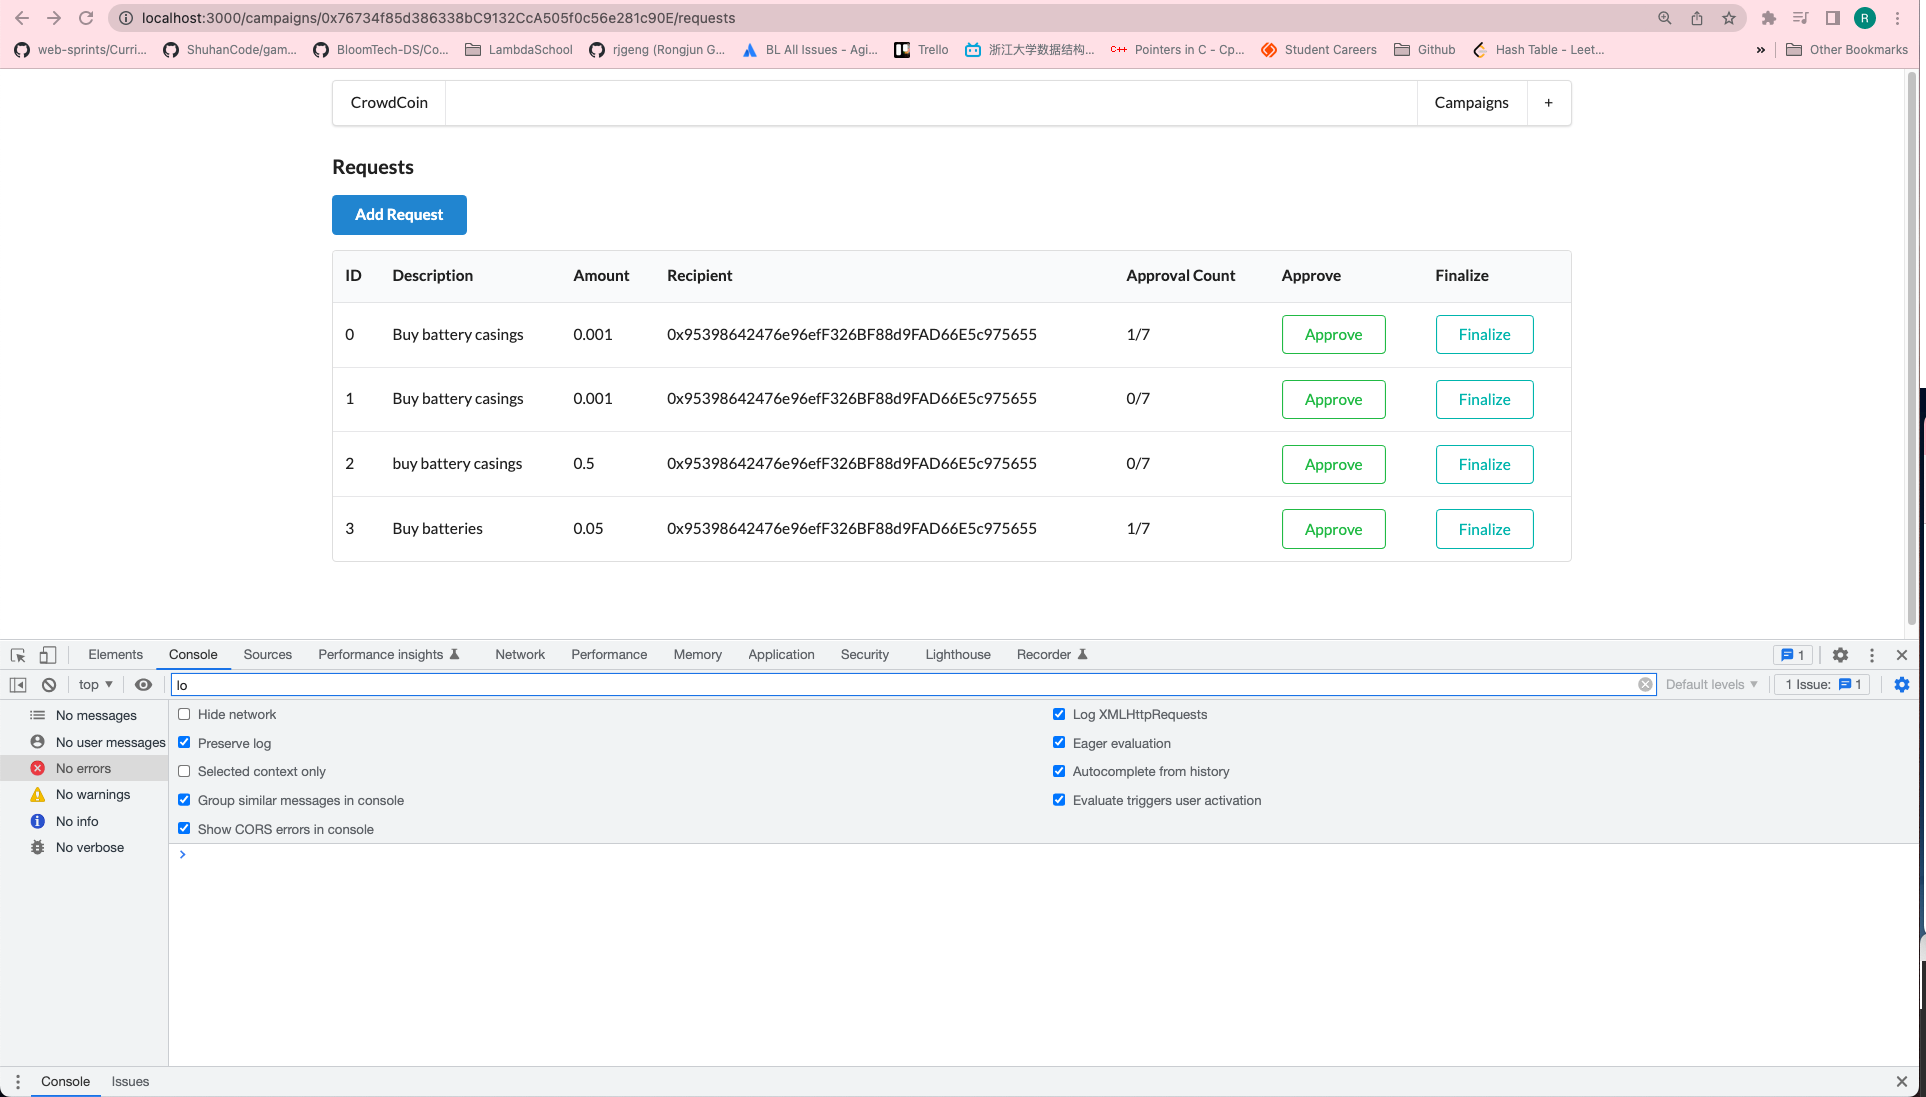 localhost:3000/campaigns/0x76734f85d386338bC9132CcA505f0c56e281c90E/requests
R
web-sprints/Curri... ShuhanCode/gam... BloomTech-DS/Co... LambdaSchool rjgeng (Rongjun G... BL All Issues - Agi... Trello 浙江大学数据结构... C++ Pointers in C - Cp... Student Careers Github Hash Table - Leet... » Other Bookmarks
CrowdCoin Campaigns +
Requests
Add Request
ID Description Amount Recipient Approval Count Approve Finalize
0 Buy battery casings 0.001 0x95398642476e96efF326BF88d9FAD66E5c975655 1/7 Approve Finalize
1 Buy battery casings 0.001 0x95398642476e96efF326BF88d9FAD66E5c975655 0/7 Approve Finalize
2 buy battery casings 0.5 0x95398642476e96efF326BF88d9FAD66E5c975655 0/7 Approve Finalize
3 Buy batteries 0.05 0x95398642476e96efF326BF88d9FAD66E5c975655 1/7 Approve Finalize
Elements Console Sources Performance insights Network Performance Memory Application Security Lighthouse Recorder 1
top lo Default levels 1 Issue: 1
No messages
No user messages
No errors
No warnings
No info
No verbose
Hide network
Preserve log
Selected context only
Group similar messages in console
Show CORS errors in console
Log XMLHttpRequests
Eager evaluation
Autocomplete from history
Evaluate triggers user activation
Console Issues